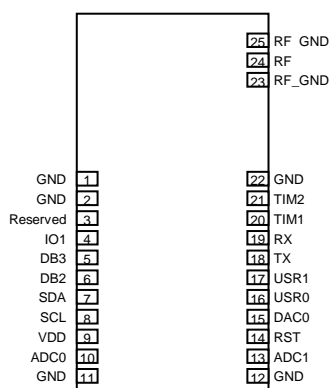 25 RF_GND
24 RF
23 RF_GND
GND 1 22 GND
GND 2 21 TIM2
Reserved 3 20 TIM1
IO1 4 19 RX
DB3 5 18 TX
DB2 6 17 USR1
SDA 7 16 USR0
SCL 8 15 DAC0
VDD 9 14 RST
ADC0 10 13 ADC1
GND 11 12 GND